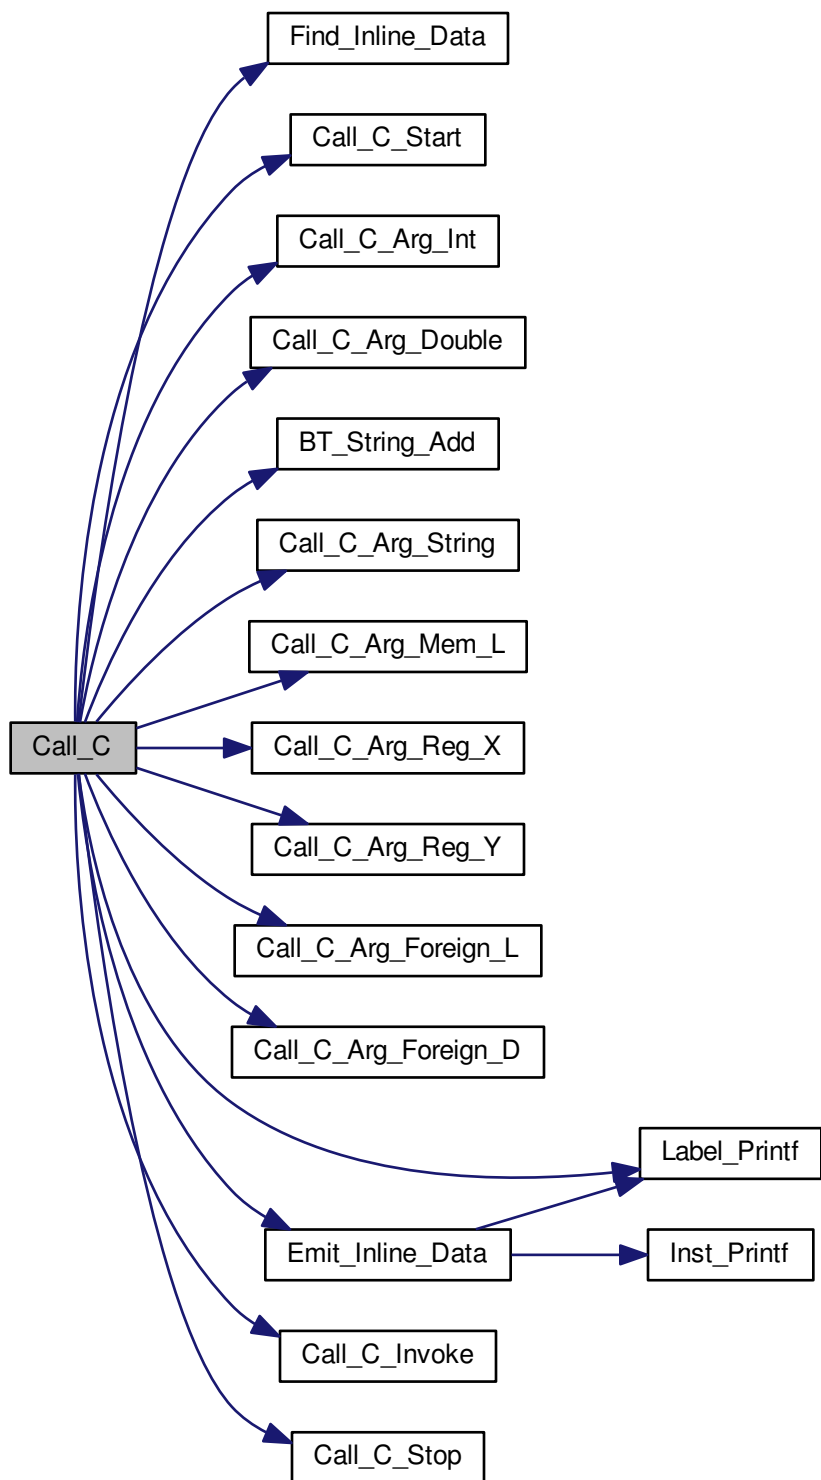 Find_Inline_Data
Call_C_Start
Call_C_Arg_Int
Call_C_Arg_Double
BT_String_Add
Call_C_Arg_String
Call_C_Arg_Mem_L
Call_C
Call_C_Arg_Reg_X
Call_C_Arg_Reg_Y
Call_C_Arg_Foreign_L
Call_C_Arg_Foreign_D
Label_Printf
Emit_Inline_Data
Inst_Printf
Call_C_Invoke
Call_C_Stop